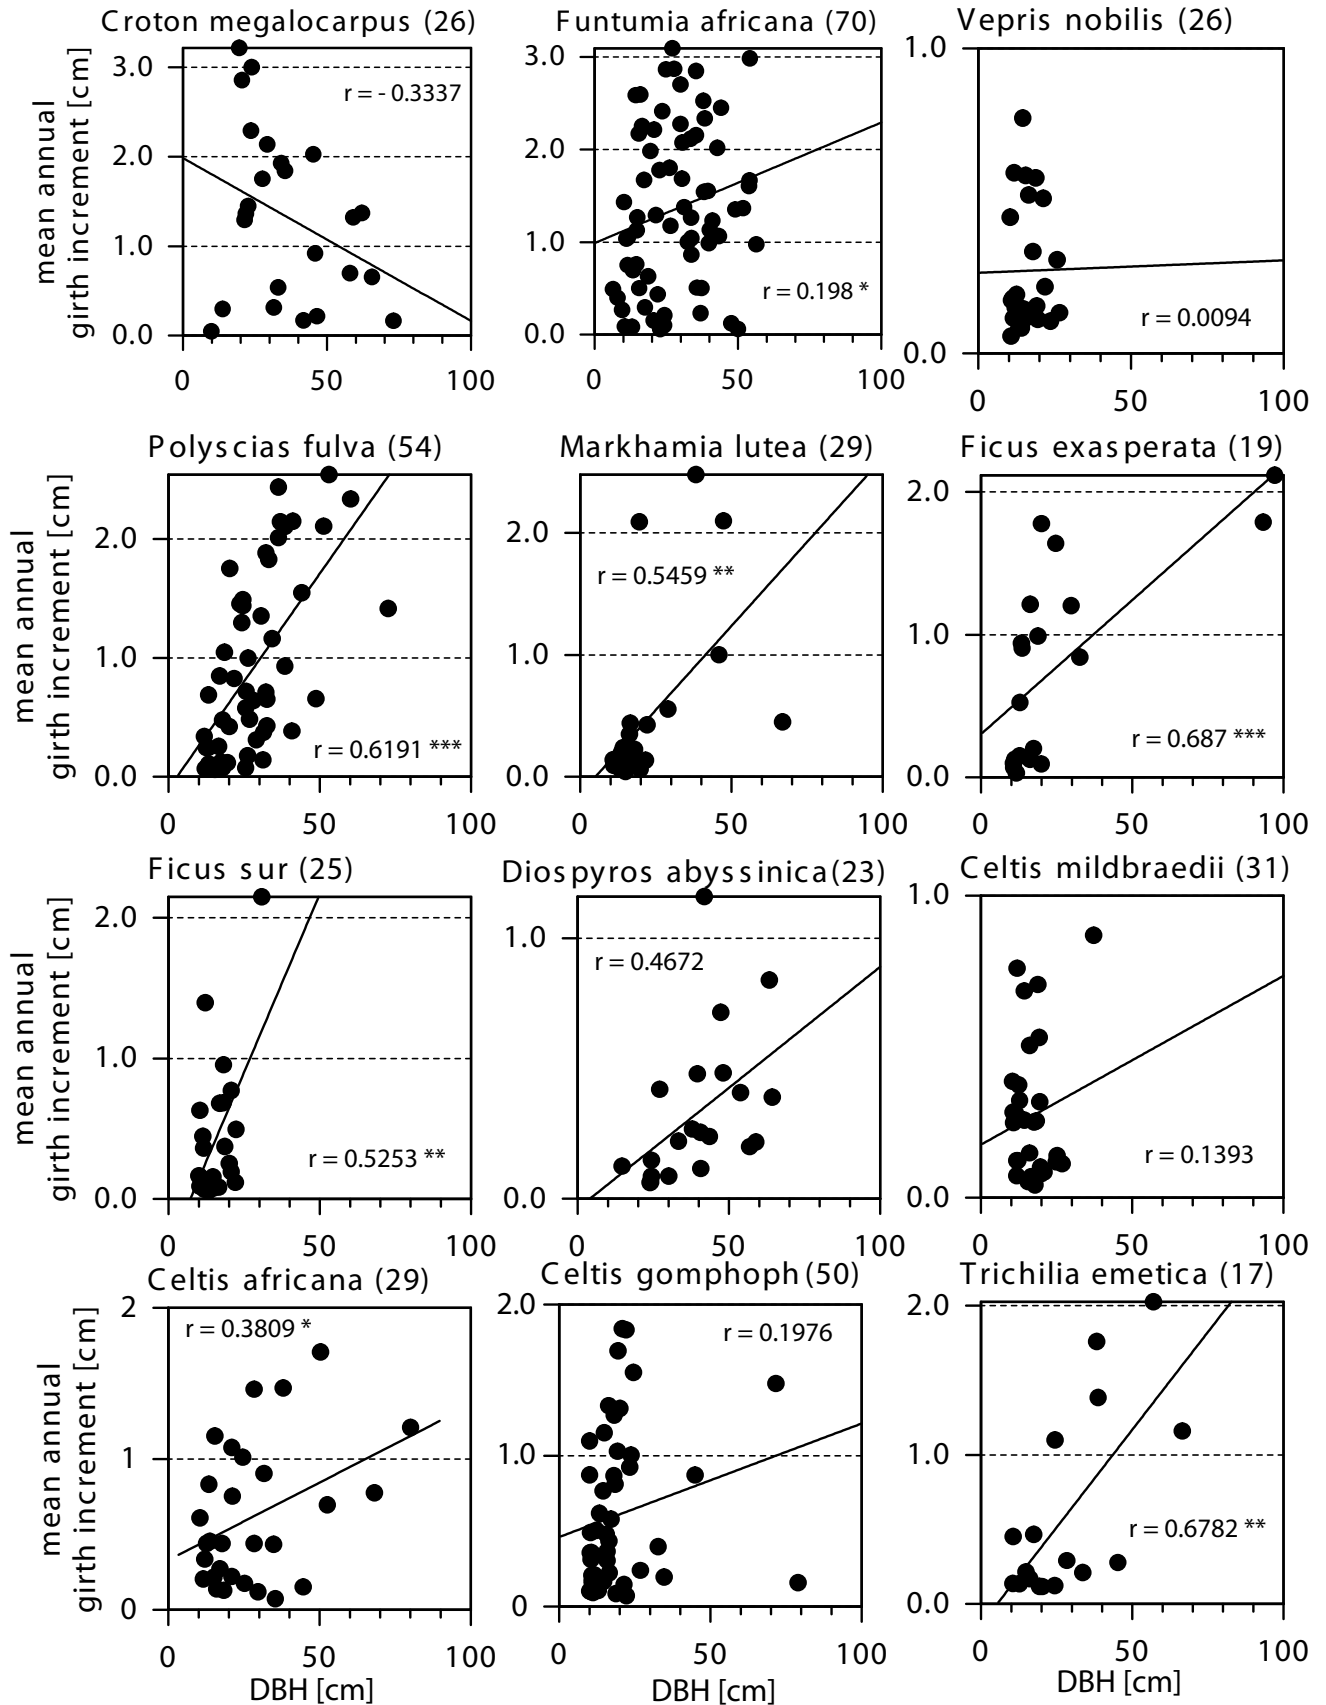 Croton megalocarpus (26)
Funtumia africana (70)
Vepris nobilis (26)
mean annual
girth increment [cm]
3.0
2.0
1.0
0.0
r = - 0.3337
0 50 100
3.0
2.0
1.0
0.0
r = 0.198 *
0 50 100
1.0
0.0
r = 0.0094
0 50 100
Polyscias fulva (54)
Markhamia lutea (29)
Ficus exasperata (19)
mean annual
girth increment [cm]
2.0
1.0
0.0
r = 0.6191 ***
0 50 100
2.0
1.0
0.0
r = 0.5459 **
0 50 100
2.0
1.0
0.0
r = 0.687 ***
0 50 100
Ficus sur (25)
Diospyros abyssinica(23)
Celtis mildbraedii (31)
mean annual
girth increment [cm]
2.0
1.0
0.0
r = 0.5253 **
0 50 100
1.0
0.0
r = 0.4672
0 50 100
1.0
0.0
r = 0.1393
0 50 100
Celtis africana (29)
Celtis gomphoph(50)
Trichilia emetica (17)
mean annual
girth increment [cm]
2
1
0
r = 0.3809 *
0 50 100
DBH [cm]
2.0
1.0
0
r = 0.1976
0 50 100
DBH [cm]
2.0
1.0
0.0
r = 0.6782 **
0 50 100
DBH [cm]